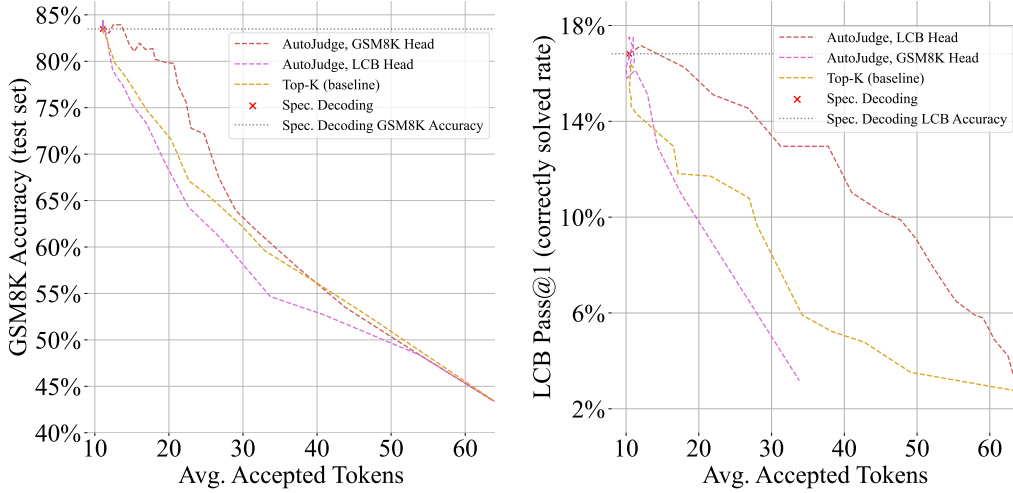 GSM8K Accuracy (test set)
85%
80%
75%
70%
65%
60%
55%
50%
45%
40%
10
20
30
40
50
60
Avg. Accepted Tokens
AutoJudge, GSM8K Head
AutoJudge, LCB Head
Top-K (baseline)
Spec. Decoding
Spec. Decoding GSM8K Accuracy
LCB Pass@1 (correctly solved rate)
18%
14%
10%
6%
2%
10
20
30
40
50
60
Avg. Accepted Tokens
AutoJudge, LCB Head
AutoJudge, GSM8K Head
Top-K (baseline)
Spec. Decoding
Spec. Decoding LCB Accuracy